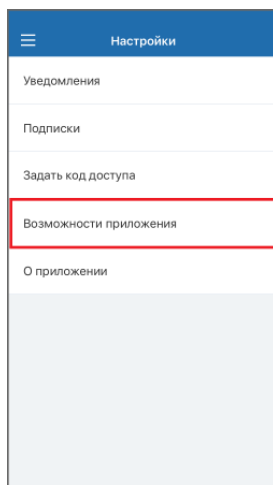 Настройки
Уведомления
Подписки
Задать код доступа
Возможности приложения
О приложении